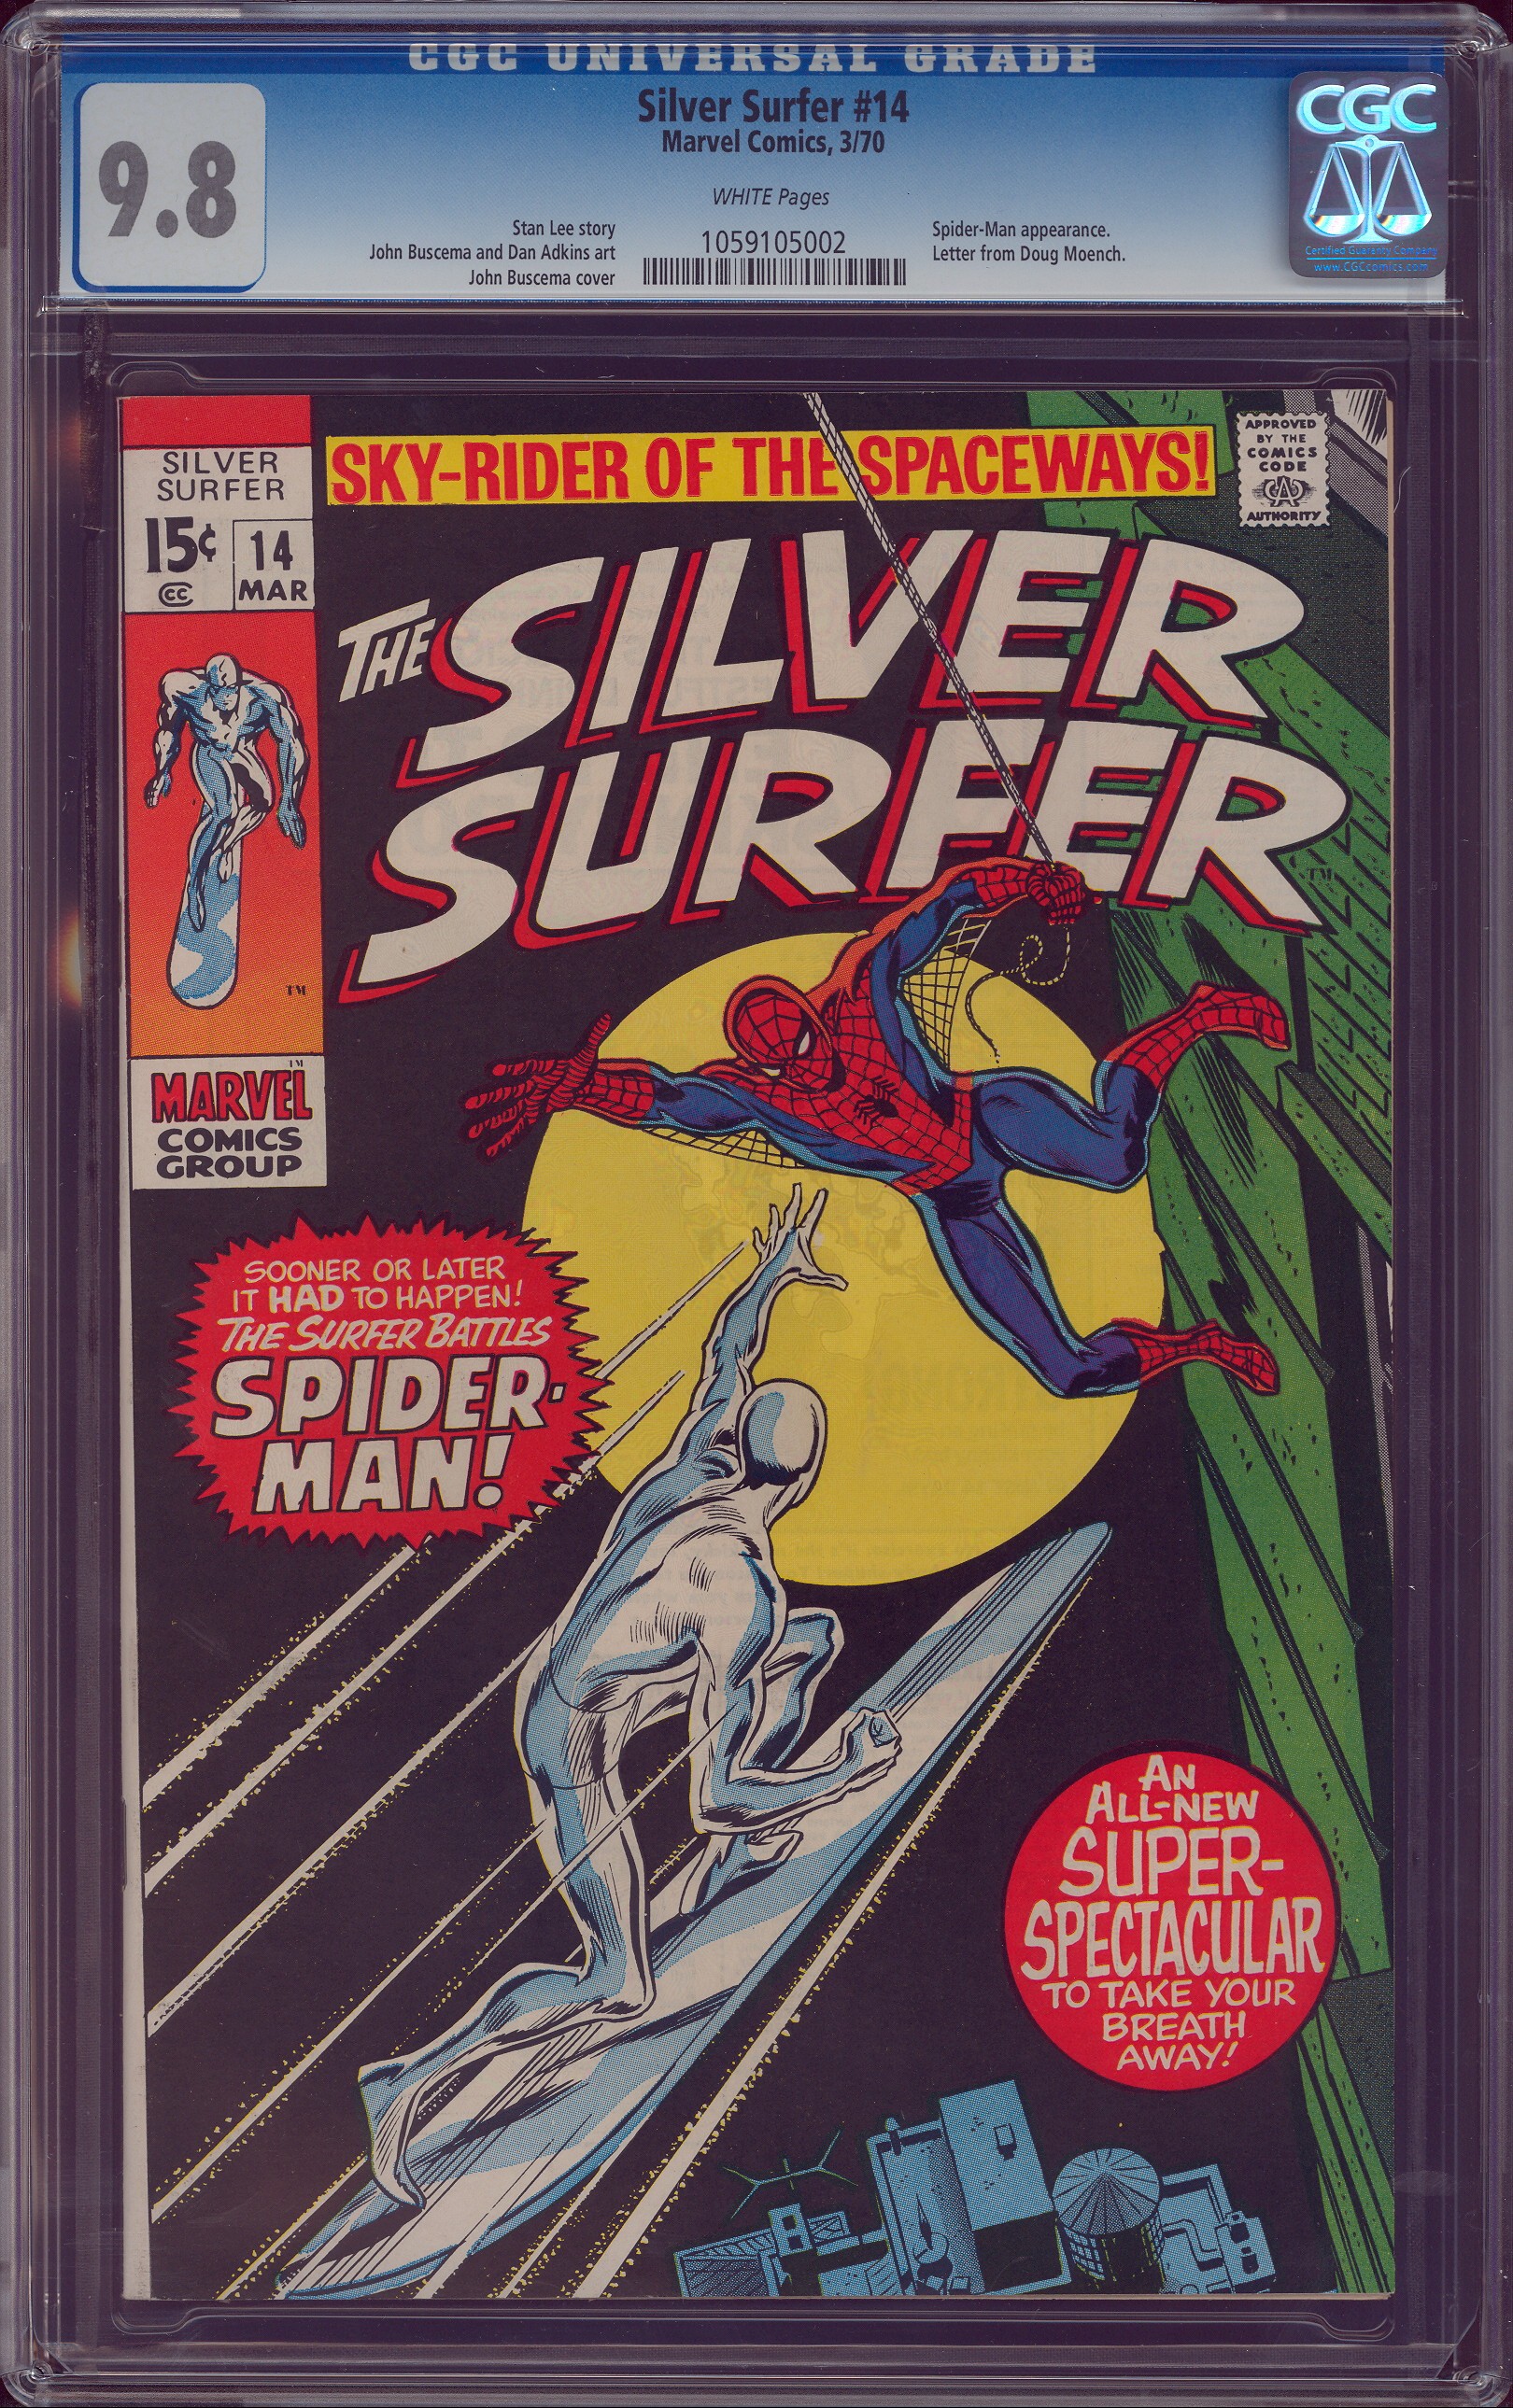 CGC UNIVERSAL GRADE
9.8
Silver Surfer #14
Marvel Comics, 3/70
WHITE Pages
Stan Lee story
John Buscema and Dan Adkins art
John Buscema cover
1059105002
Spider-Man appearance.
Letter from Doug Moench.
CGC
Certified Guaranty Company
www.CGCcomics.com
SILVER
SURFER
15¢
CC
14
MAR
TM
TM
MARVEL
COMICS
GROUP
SKY-RIDER OF THE SPACEWAYS!
APPROVED
BY THE
COMICS
CODE
CA
AUTHORITY
THE SILVER
SURFER
TM
SOONER OR LATER
IT HAD TO HAPPEN!
THE SURFER BATTLES
SPIDER-
MAN!
AN
ALL-NEW
SUPER-
SPECTACULAR
TO TAKE YOUR
BREATH
AWAY!